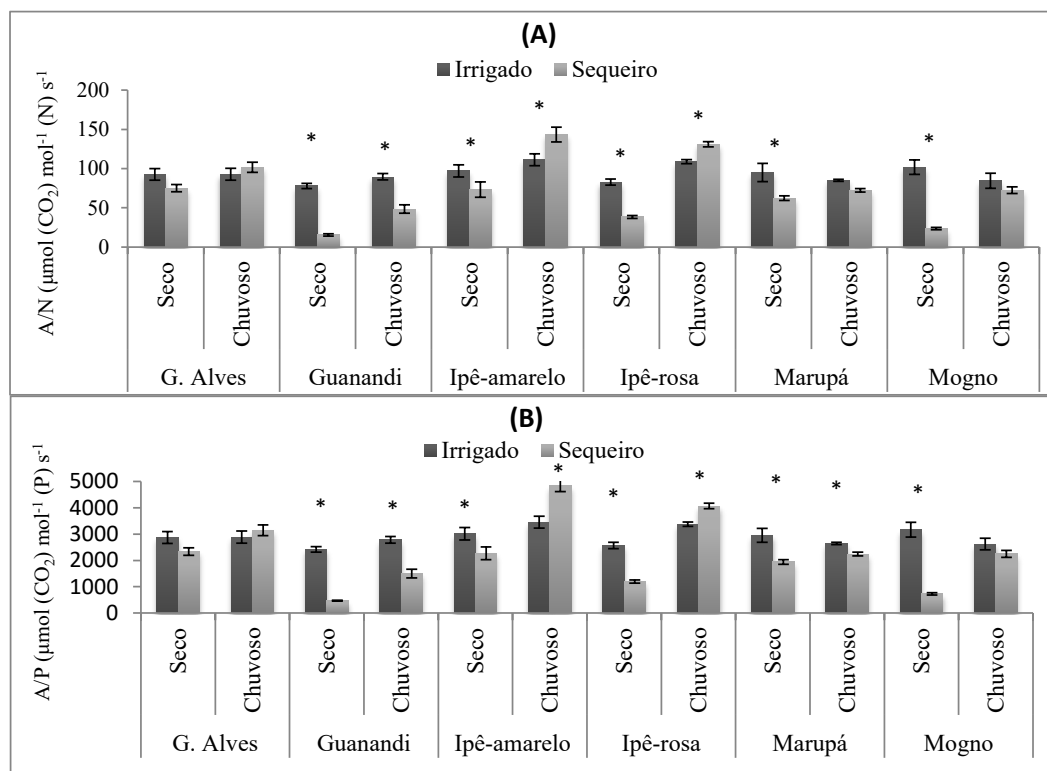 (A)
Irrigado Sequeiro
A/N (µmol (CO₂) mol⁻¹ (N) s⁻¹
200
150
100
50
0
* * * * * * * *
Seco Chuvoso Seco Chuvoso Seco Chuvoso Seco Chuvoso Seco Chuvoso Seco Chuvoso
G. Alves Guanandi Ipê-amarelo Ipê-rosa Marupá Mogno
(B)
Irrigado Sequeiro
A/P (µmol (CO₂) mol⁻¹ (P) s⁻¹
5000
4000
3000
2000
1000
0
* * * * * * * * *
Seco Chuvoso Seco Chuvoso Seco Chuvoso Seco Chuvoso Seco Chuvoso Seco Chuvoso
G. Alves Guanandi Ipê-amarelo Ipê-rosa Marupá Mogno